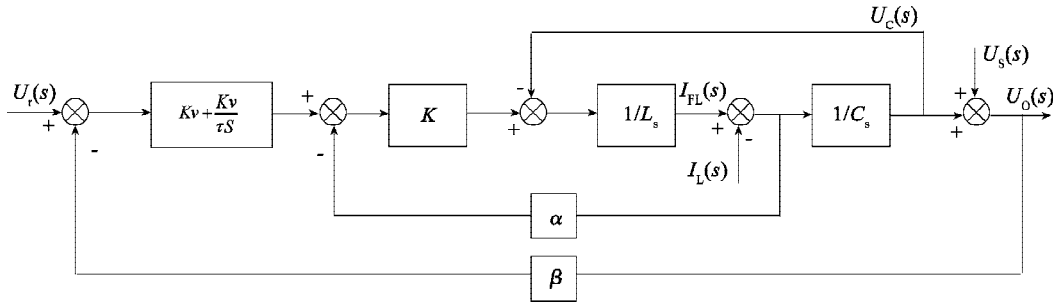 U_C(s)
U_S(s)
U_r(s)
Kv + Kv/τS
K
1/L_s
I_FL(s)
1/C_s
U_O(s)
+
-
+
-
-
+
+
-
+
+
I_L(s)
α
β